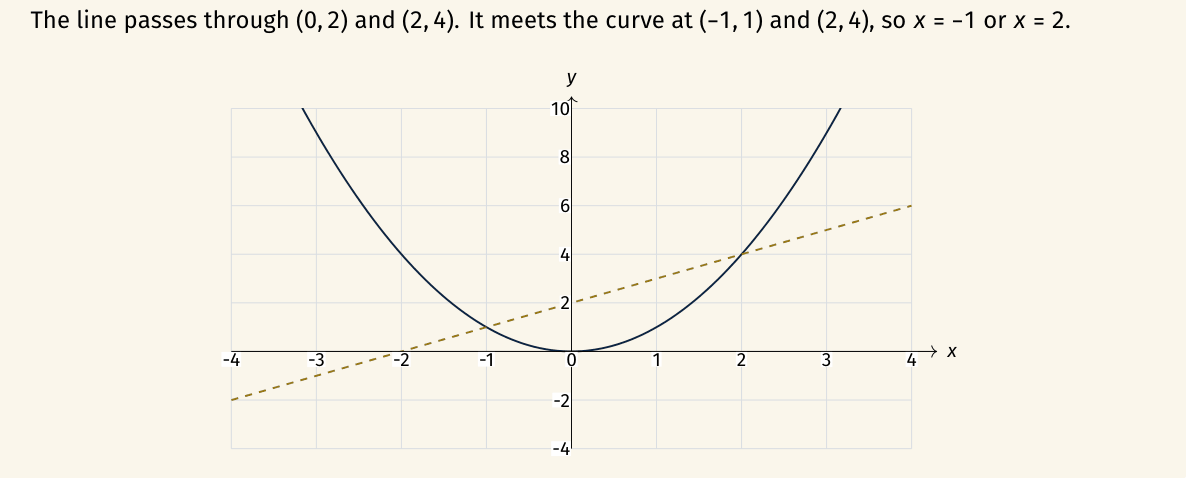 The line passes through (0, 2) and (2, 4). It meets the curve at (−1, 1) and (2, 4), so x = −1 or x = 2.
y
10
8
6
4
2
-4 -3 -2 -1 0 1 2 3 4 x
-2
-4